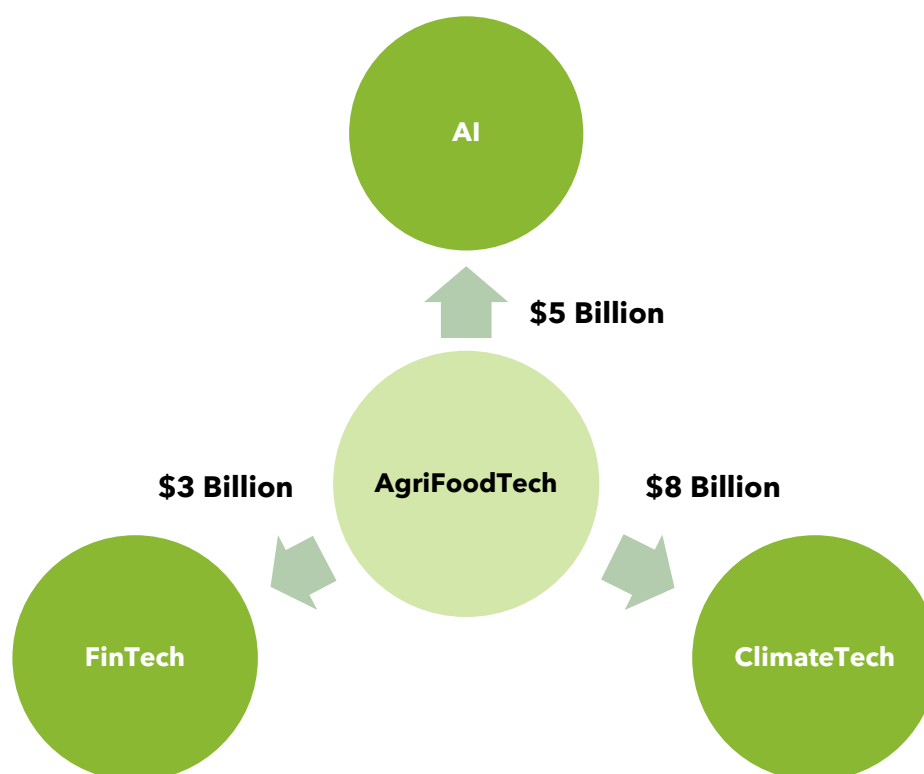 AI
$5 Billion
$3 Billion
AgriFoodTech
$8 Billion
FinTech
ClimateTech